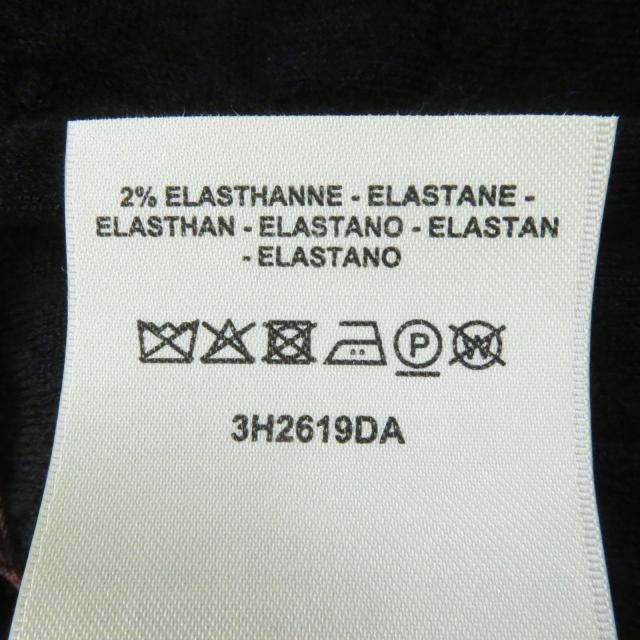 2% ELASTHANNE - ELASTANE -
ELASTHAN - ELASTANO - ELASTAN
- ELASTANO
P W
3H2619DA